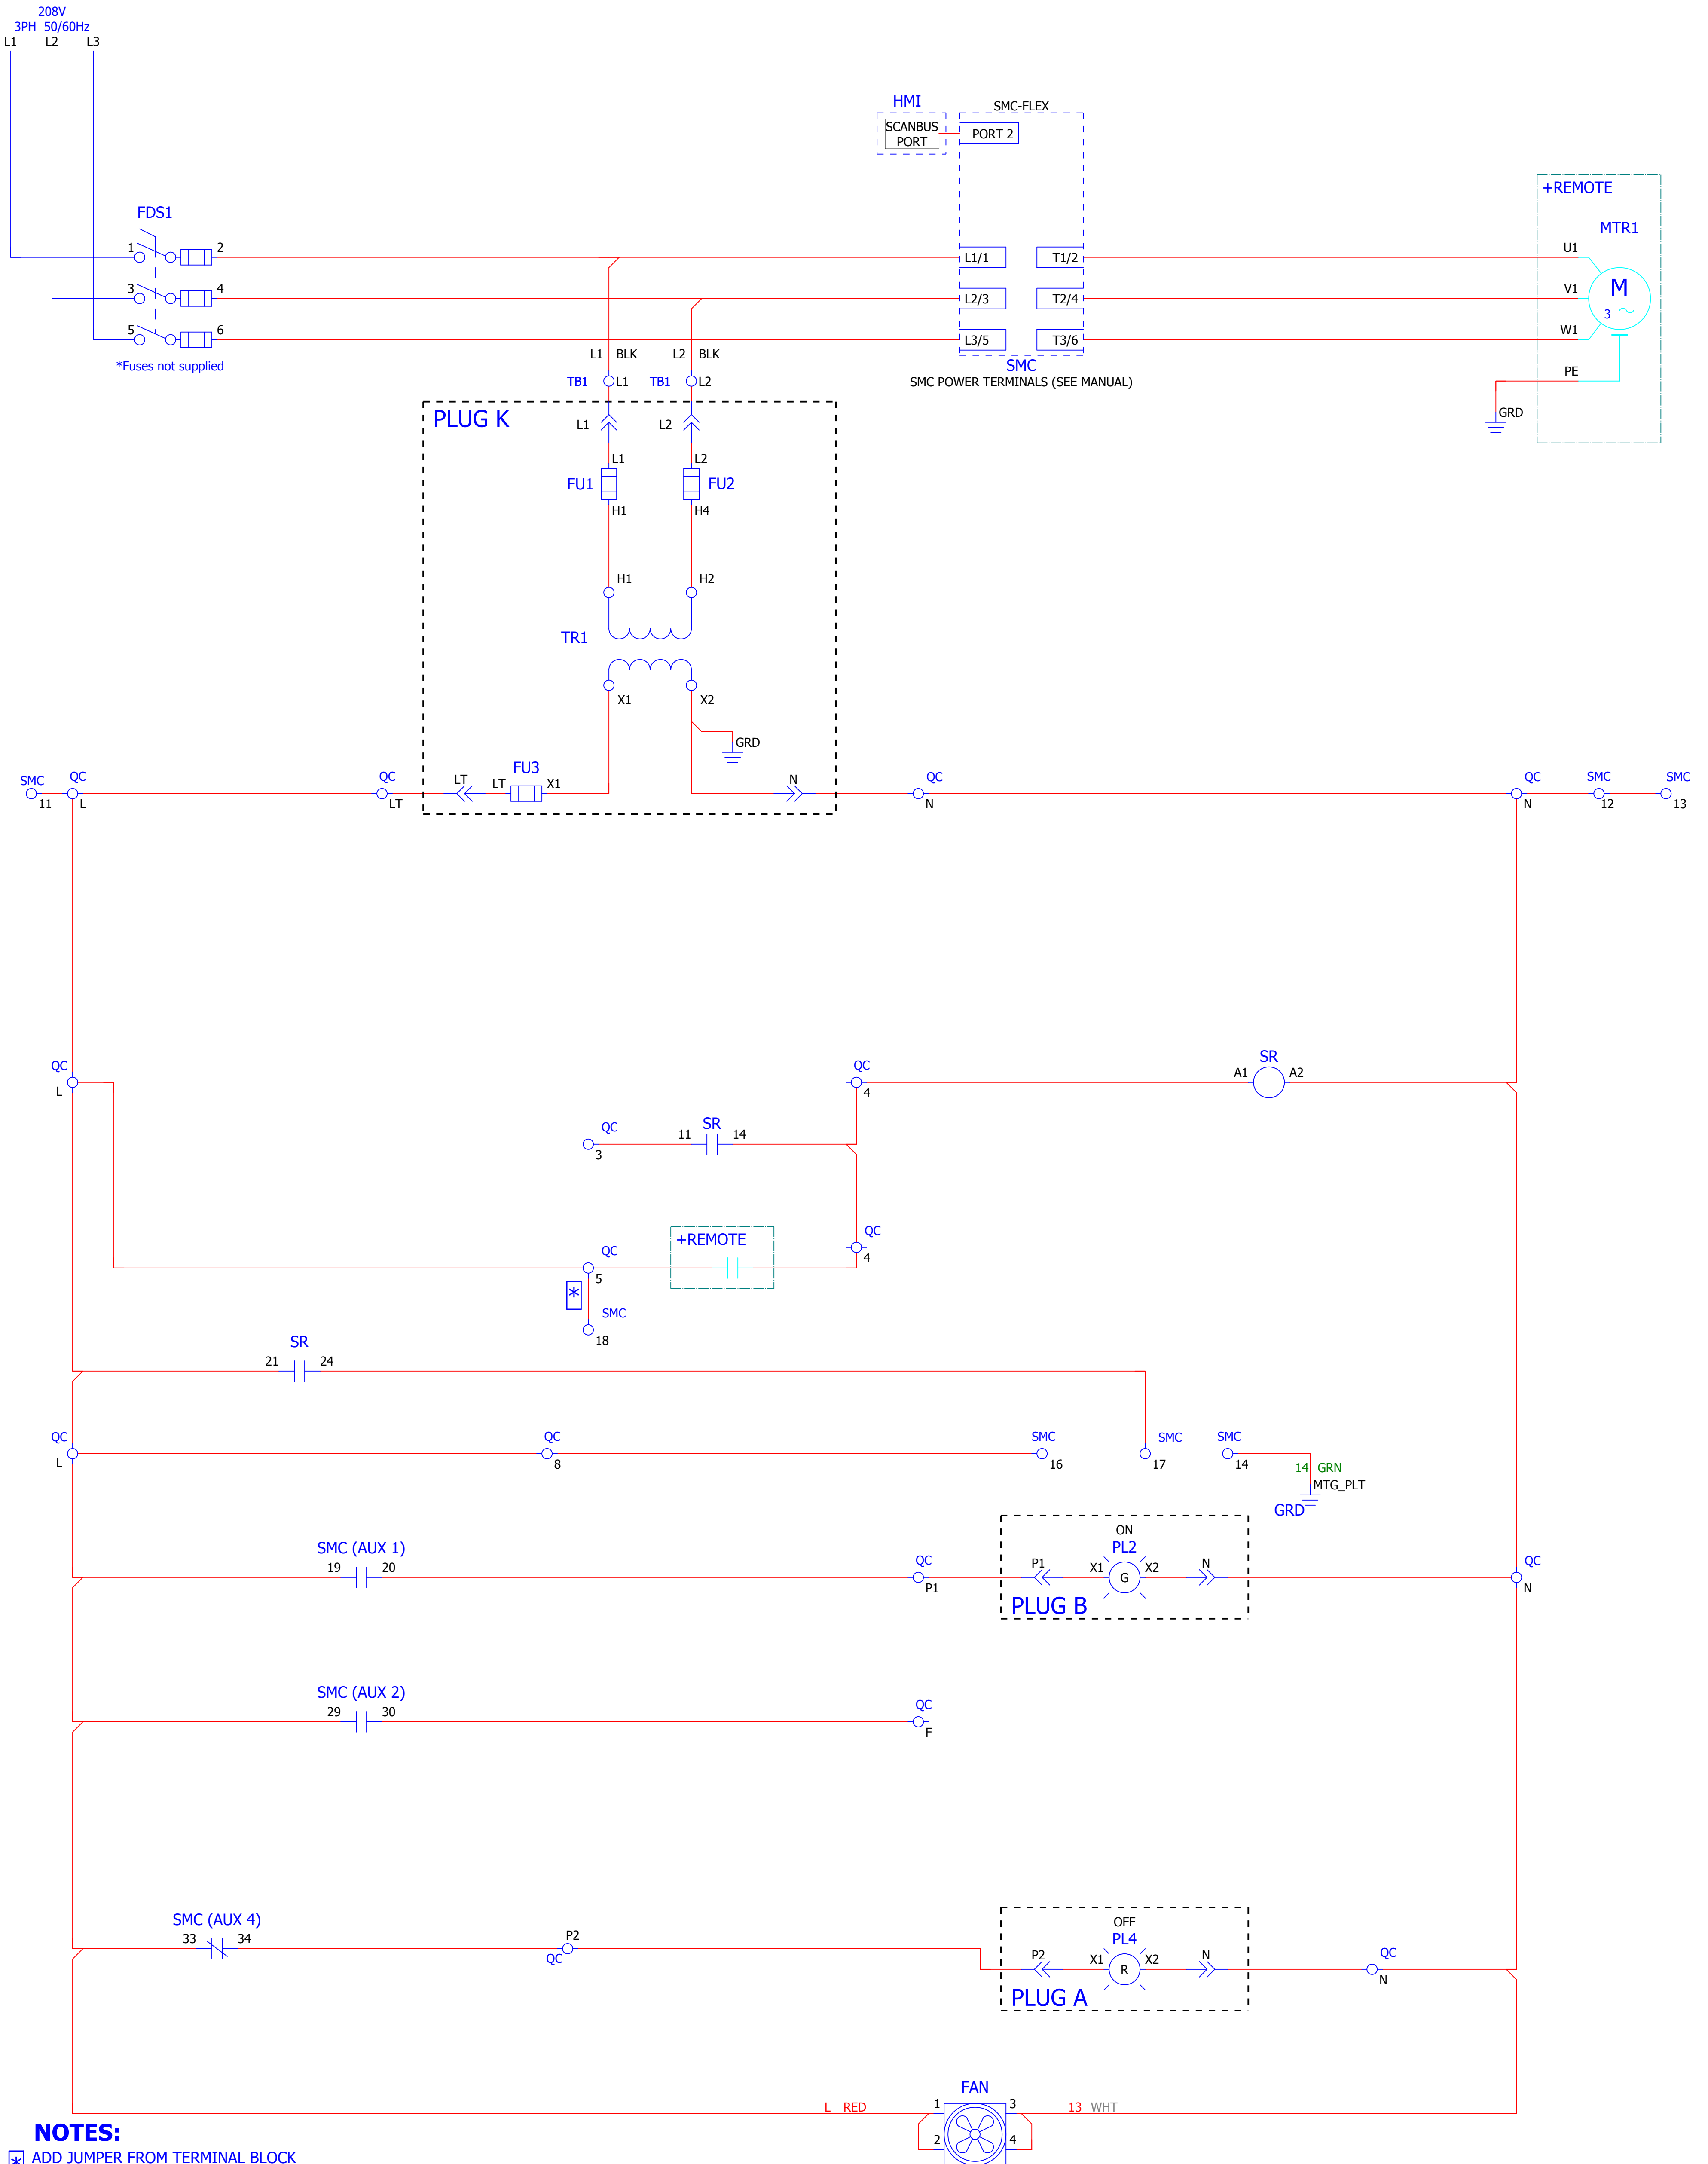 208V
3PH 50/60Hz
L1 L2 L3
HMI
SMC-FLEX
SCANBUS
PORT
PORT 2
+REMOTE
MTR1
FDS1
1 2
L1/1 T1/2
U1
3 4
L2/3 T2/4
V1
M
3
5 6
L3/5 T3/6
W1
*Fuses not supplied
SMC
SMC POWER TERMINALS (SEE MANUAL)
PE
GRD
L1 BLK L2 BLK
TB1 L1 TB1 L2
PLUG K
L1 L2
L1 L2
FU1 FU2
H1 H4
H1 H2
TR1
X1 X2
GRD
SMC QC QC LT LT FU3 X1 N QC QC SMC SMC
11 L LT N N 12 13
QC QC SR
L 4 A1 A2
QC SR
3 11 14
QC
4
+REMOTE
QC
5
*
SMC
18
SR
21 24
QC QC SMC SMC SMC
L 8 16 17 14
14 GRN
MTG_PLT
GRD
SMC (AUX 1)
19 20
QC
P1
ON
PL2
P1 X1 G X2 N
PLUG B
QC
N
SMC (AUX 2)
29 30
QC
F
SMC (AUX 4)
33 34
P2
QC
OFF
PL4
P2 X1 R X2 N
PLUG A
QC
N
FAN
L RED 1 3 13 WHT
2 4
NOTES:
* ADD JUMPER FROM TERMINAL BLOCK